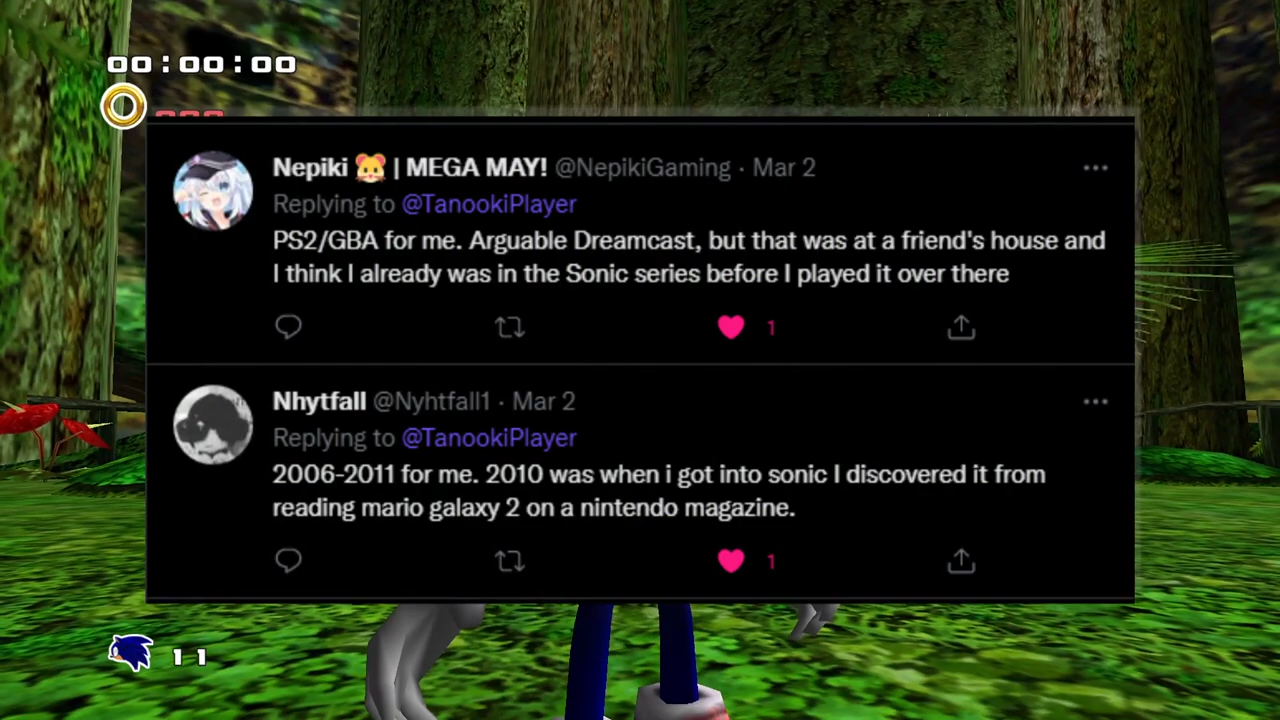 00:00:00
Nepiki 🐹 | MEGA MAY! @NepikiGaming · Mar 2
Replying to @TanookiPlayer
PS2/GBA for me. Arguable Dreamcast, but that was at a friend's house and
I think I already was in the Sonic series before I played it over there
1
Nhytfall @Nyhtfall1 · Mar 2
Replying to @TanookiPlayer
2006-2011 for me. 2010 was when i got into sonic I discovered it from
reading mario galaxy 2 on a nintendo magazine.
1
11